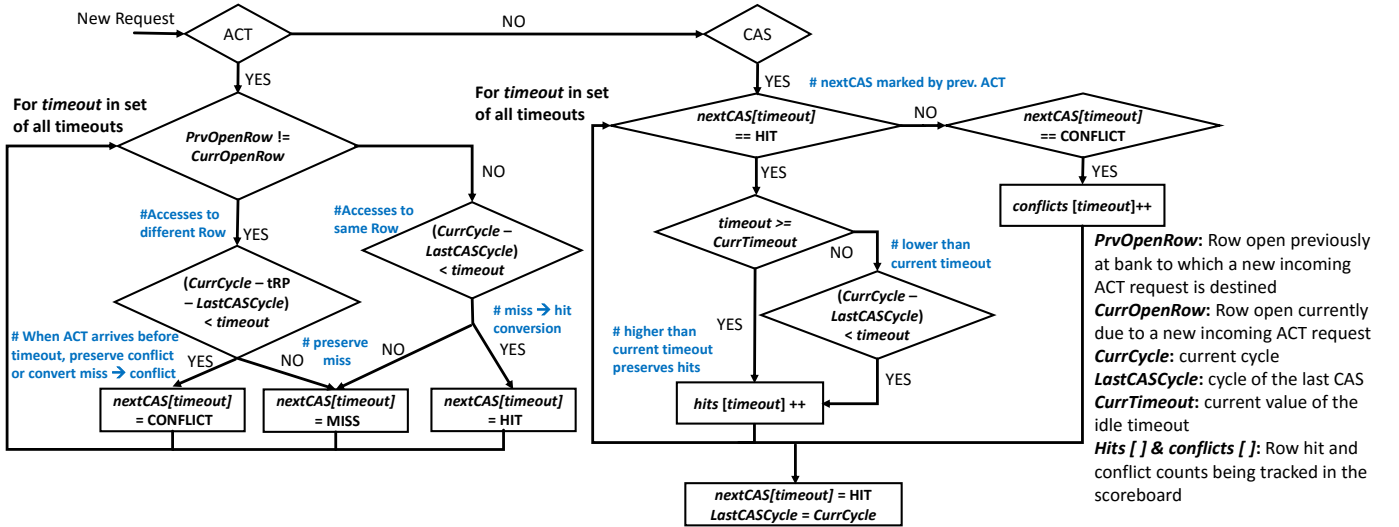 New Request
ACT
NO
CAS
YES
For timeout in set
of all timeouts
PrvOpenRow !=
CurrOpenRow
NO
#Accesses to
different Row
YES
#Accesses to
same Row
(CurrCycle –
LastCASCycle)
< timeout
(CurrCycle – tRP
– LastCASCycle)
< timeout
# When ACT arrives before
timeout, preserve conflict
or convert miss → conflict
YES
NO
# preserve
miss
NO
# miss → hit
conversion
YES
nextCAS[timeout]
= CONFLICT
nextCAS[timeout]
= MISS
nextCAS[timeout]
= HIT
YES
# nextCAS marked by prev. ACT
For timeout in set
of all timeouts
nextCAS[timeout]
== HIT
NO
nextCAS[timeout]
== CONFLICT
YES
YES
conflicts [timeout]++
timeout >=
CurrTimeout
NO
# lower than
current timeout
(CurrCycle –
LastCASCycle)
< timeout
# higher than
current timeout
preserves hits
YES
YES
hits [timeout] ++
nextCAS[timeout] = HIT
LastCASCycle = CurrCycle
PrvOpenRow: Row open previously
at bank to which a new incoming
ACT request is destined
CurrOpenRow: Row open currently
due to a new incoming ACT request
CurrCycle: current cycle
LastCASCycle: cycle of the last CAS
CurrTimeout: current value of the
idle timeout
Hits [ ] & conflicts [ ]: Row hit and
conflict counts being tracked in the
scoreboard